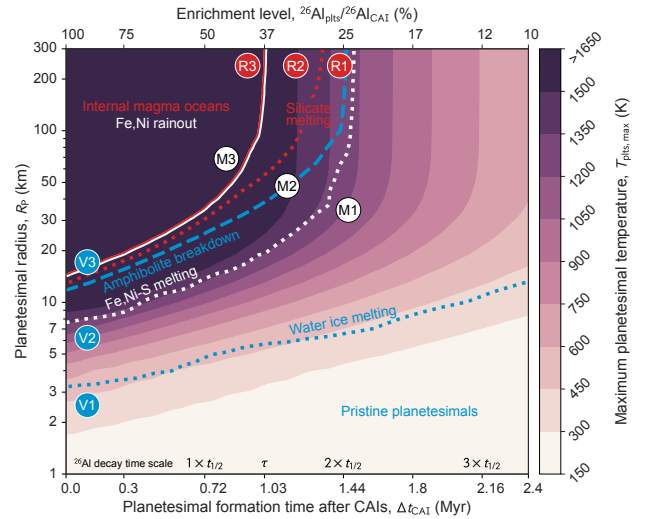 Enrichment level, ²⁶Al_plts/²⁶Al_CAI (%)
100 75 50 37 25 17 12 10
Planetesimal radius, R_P (km)
300
200
100
50
30
20
10
7
5
3
2
1
R3 R2 R1
Internal magma oceans
Fe,Ni rainout
Silicate
melting
M3
M2
M1
V3
Amphibolite breakdown
Fe,Ni-S melting
V2
Water ice melting
V1
Pristine planetesimals
²⁶Al decay time scale 1 × t_1/2 τ 2 × t_1/2 3 × t_1/2
0.0 0.3 0.72 1.03 1.44 1.8 2.16 2.4
Planetesimal formation time after CAIs, Δt_CAI (Myr)
>1650
1500
1350
1200
1050
900
750
600
450
300
150
Maximum planetesimal temperature, T_plts, max (K)